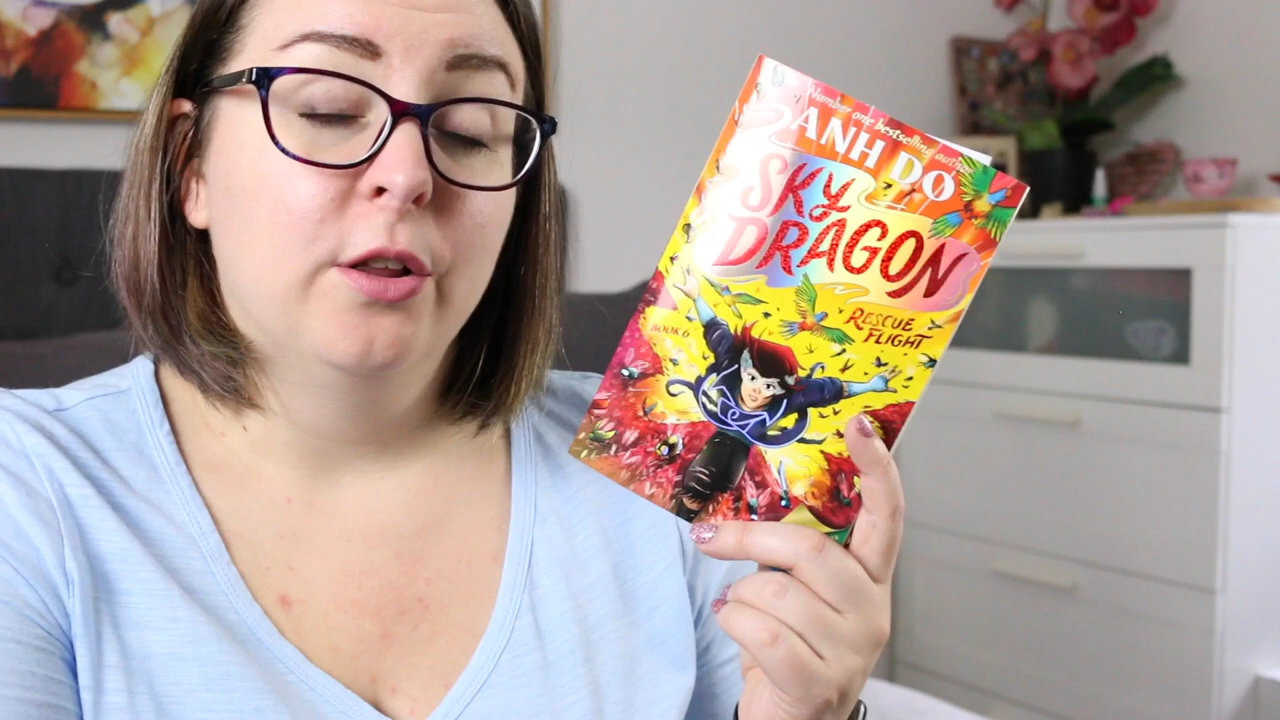 Number one bestselling author
ANH DO
SKY
DRAGON
RESCUE
FLIGHT
BOOK 6